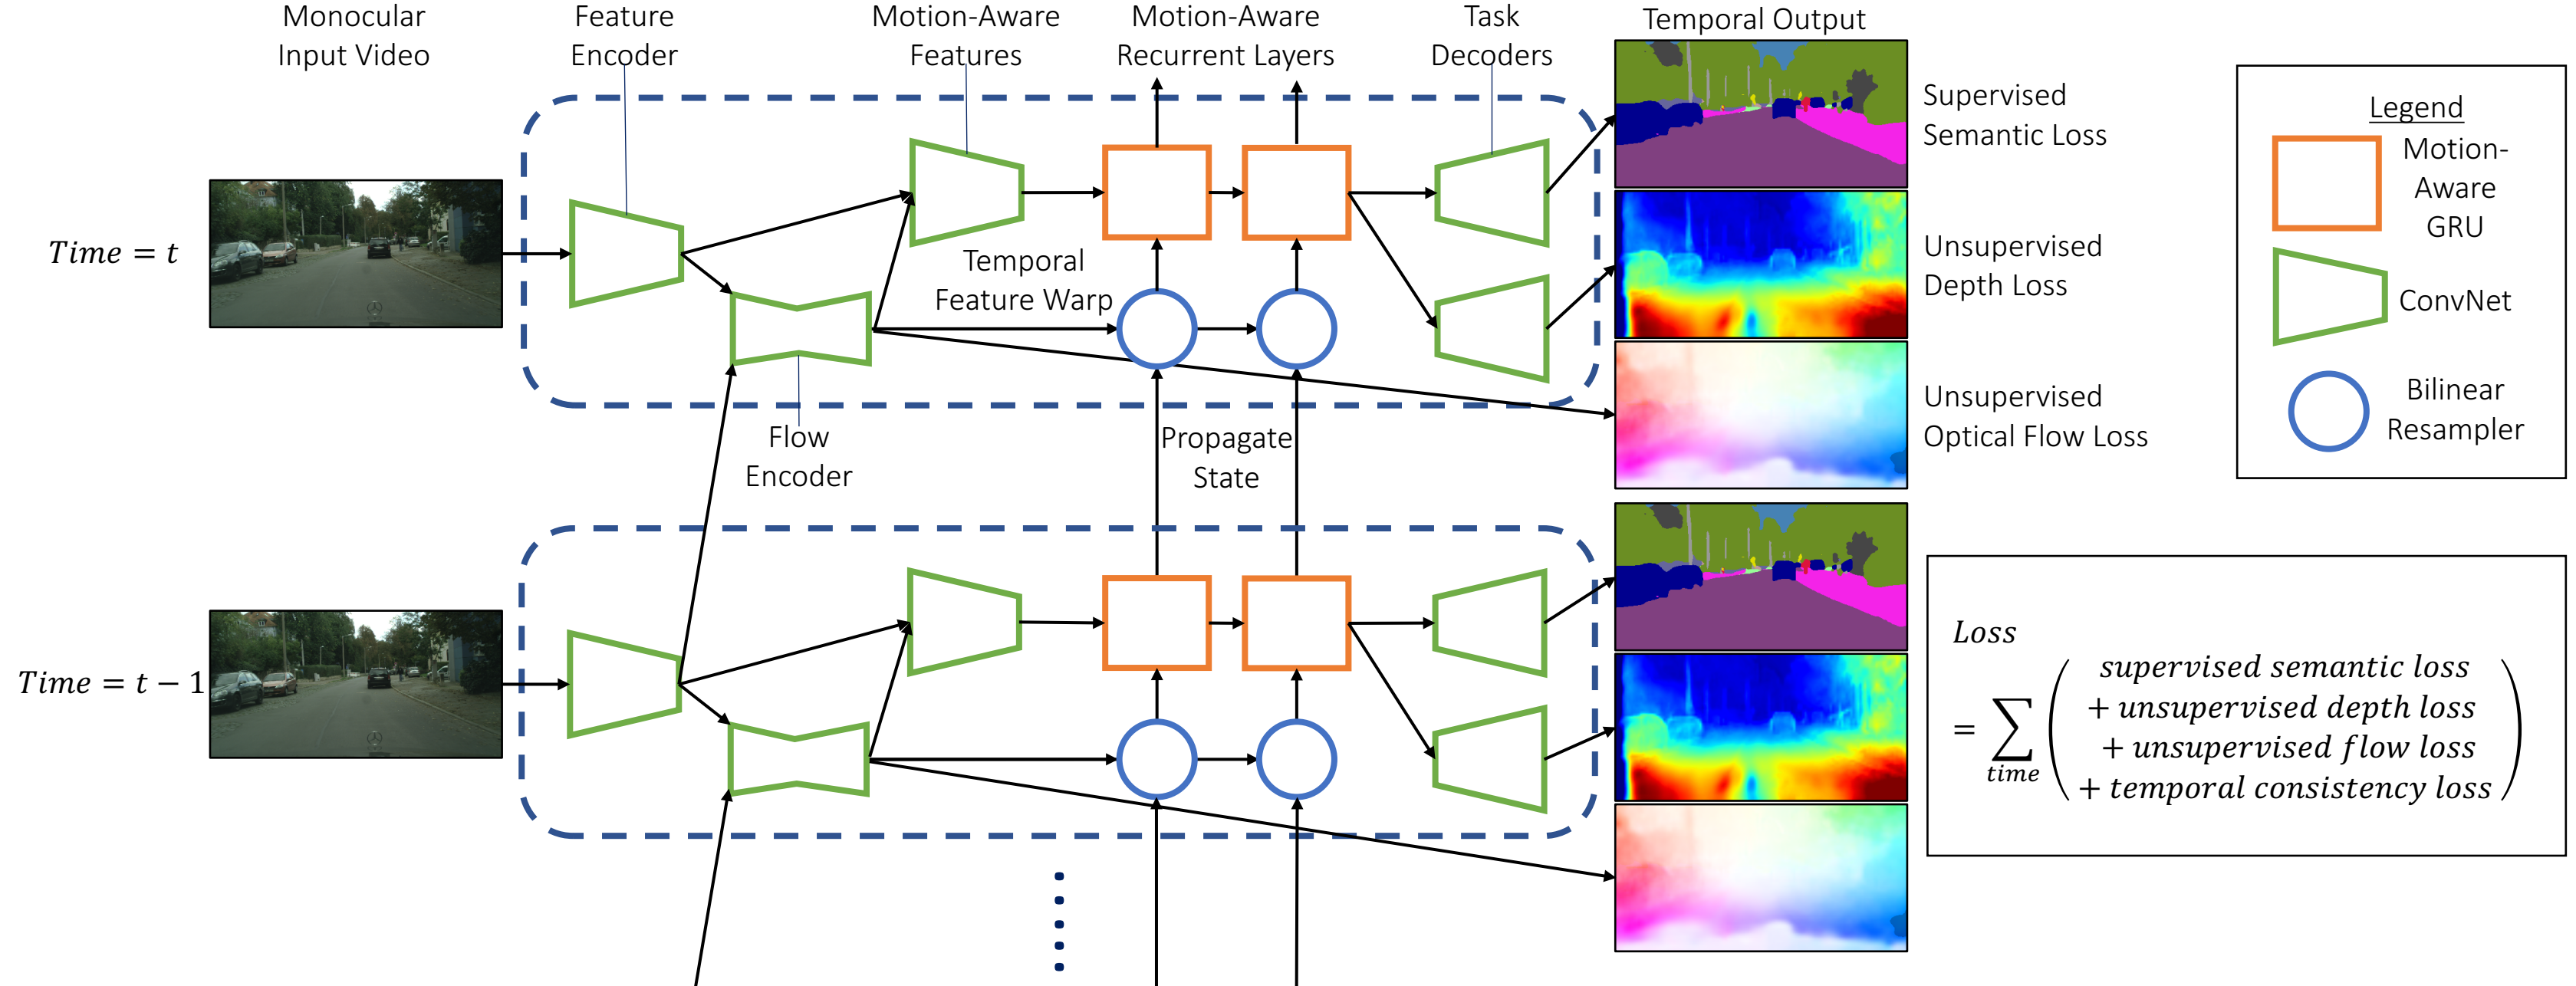 Monocular
Input Video
Feature
Encoder
Motion-Aware
Features
Motion-Aware
Recurrent Layers
Task
Decoders
Temporal Output
Time = t
Temporal
Feature Warp
Flow
Encoder
Propagate
State
Supervised
Semantic Loss
Unsupervised
Depth Loss
Unsupervised
Optical Flow Loss
Legend
Motion-
Aware
GRU
ConvNet
Bilinear
Resampler
Time = t − 1
Loss
= ∑ time
( supervised semantic loss
+ unsupervised depth loss
+ unsupervised flow loss
+ temporal consistency loss )